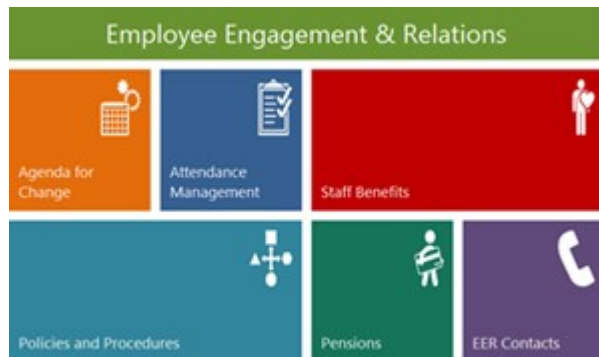 Employee Engagement & Relations
Agenda for
Change
Attendance
Management
Staff Benefits
Policies and Procedures
Pensions
EER Contacts